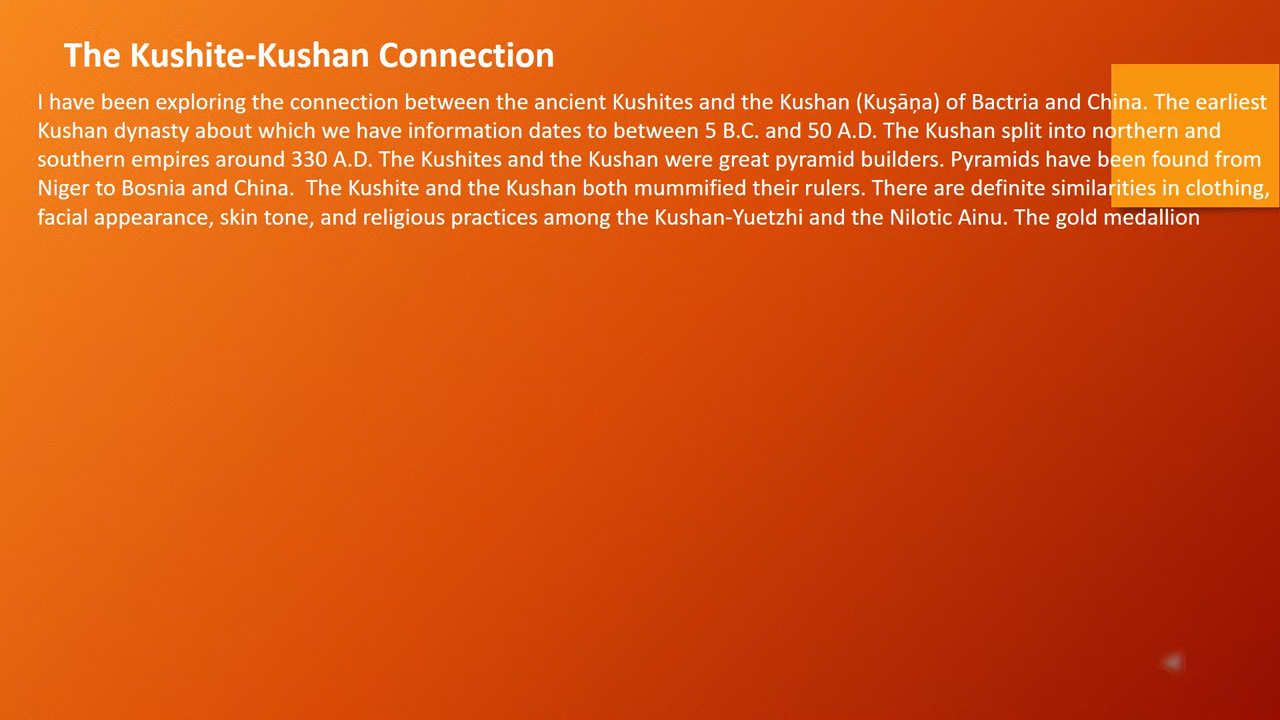 The Kushite-Kushan Connection
I have been exploring the connection between the ancient Kushites and the Kushan (Kuşāņa) of Bactria and China. The earliest
Kushan dynasty about which we have information dates to between 5 B.C. and 50 A.D. The Kushan split into northern and
southern empires around 330 A.D. The Kushites and the Kushan were great pyramid builders. Pyramids have been found from
Niger to Bosnia and China.  The Kushite and the Kushan both mummified their rulers. There are definite similarities in clothing,
facial appearance, skin tone, and religious practices among the Kushan-Yuetzhi and the Nilotic Ainu. The gold medallion